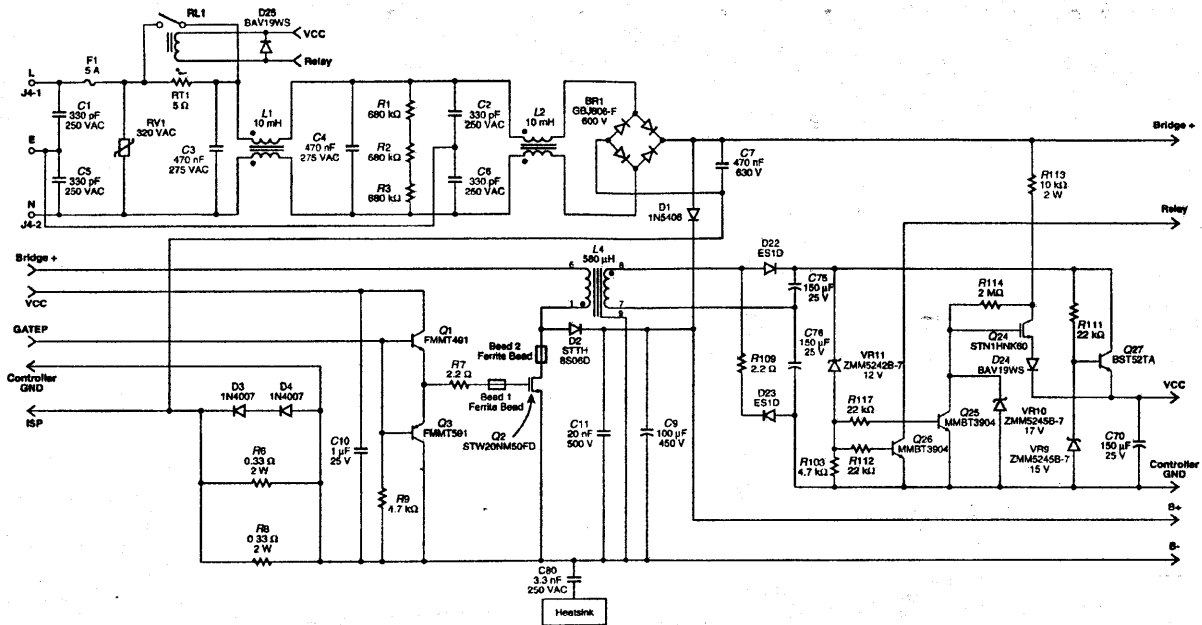 RL1
D25
BAV19WS
VCC
Relay
F1
5 A
L
J4-1
RT1
5 Ω
C1
330 pF
250 VAC
RV1
320 VAC
E
C3
470 nF
275 VAC
C5
330 pF
250 VAC
N
J4-2
L1
10 mH
C4
470 nF
275 VAC
R1
680 kΩ
R2
680 kΩ
R3
680 kΩ
C2
330 pF
250 VAC
C6
330 pF
250 VAC
L2
10 mH
BR1
GBJ806-F
600 V
C7
470 nF
630 V
D1
1N5406
Bridge +
R113
10 kΩ
2 W
Relay
Bridge +
VCC
GATEP
Controller
GND
ISP
D3
1N4007
D4
1N4007
R6
0.33 Ω
2 W
R8
0.33 Ω
2 W
C10
1 µF
25 V
R9
4.7 kΩ
Q1
FMMT491
Q3
FMMT591
R7
2.2 Ω
Bead 1
Ferrite Bead
Bead 2
Ferrite Bead
Q2
STW20NM50FD
L4
580 µH
6
8
1
7
9
D2
STTH
8S06D
C11
20 nF
500 V
C9
100 µF
450 V
C80
3.3 nF
250 VAC
Heatsink
D22
ES1D
C75
150 µF
25 V
C76
150 µF
25 V
R109
2.2 Ω
D23
ES1D
VR11
ZMM5242B-7
12 V
R117
22 kΩ
R112
22 kΩ
R103
4.7 kΩ
Q26
MMBT3904
Q25
MMBT3904
R114
2 MΩ
Q24
STN1HNK60
D24
BAV19WS
VR10
ZMM5245B-7
17 V
VR9
ZMM5245B-7
15 V
R111
22 kΩ
Q27
BST52TA
VCC
C70
150 µF
25 V
Controller
GND
B+
B-